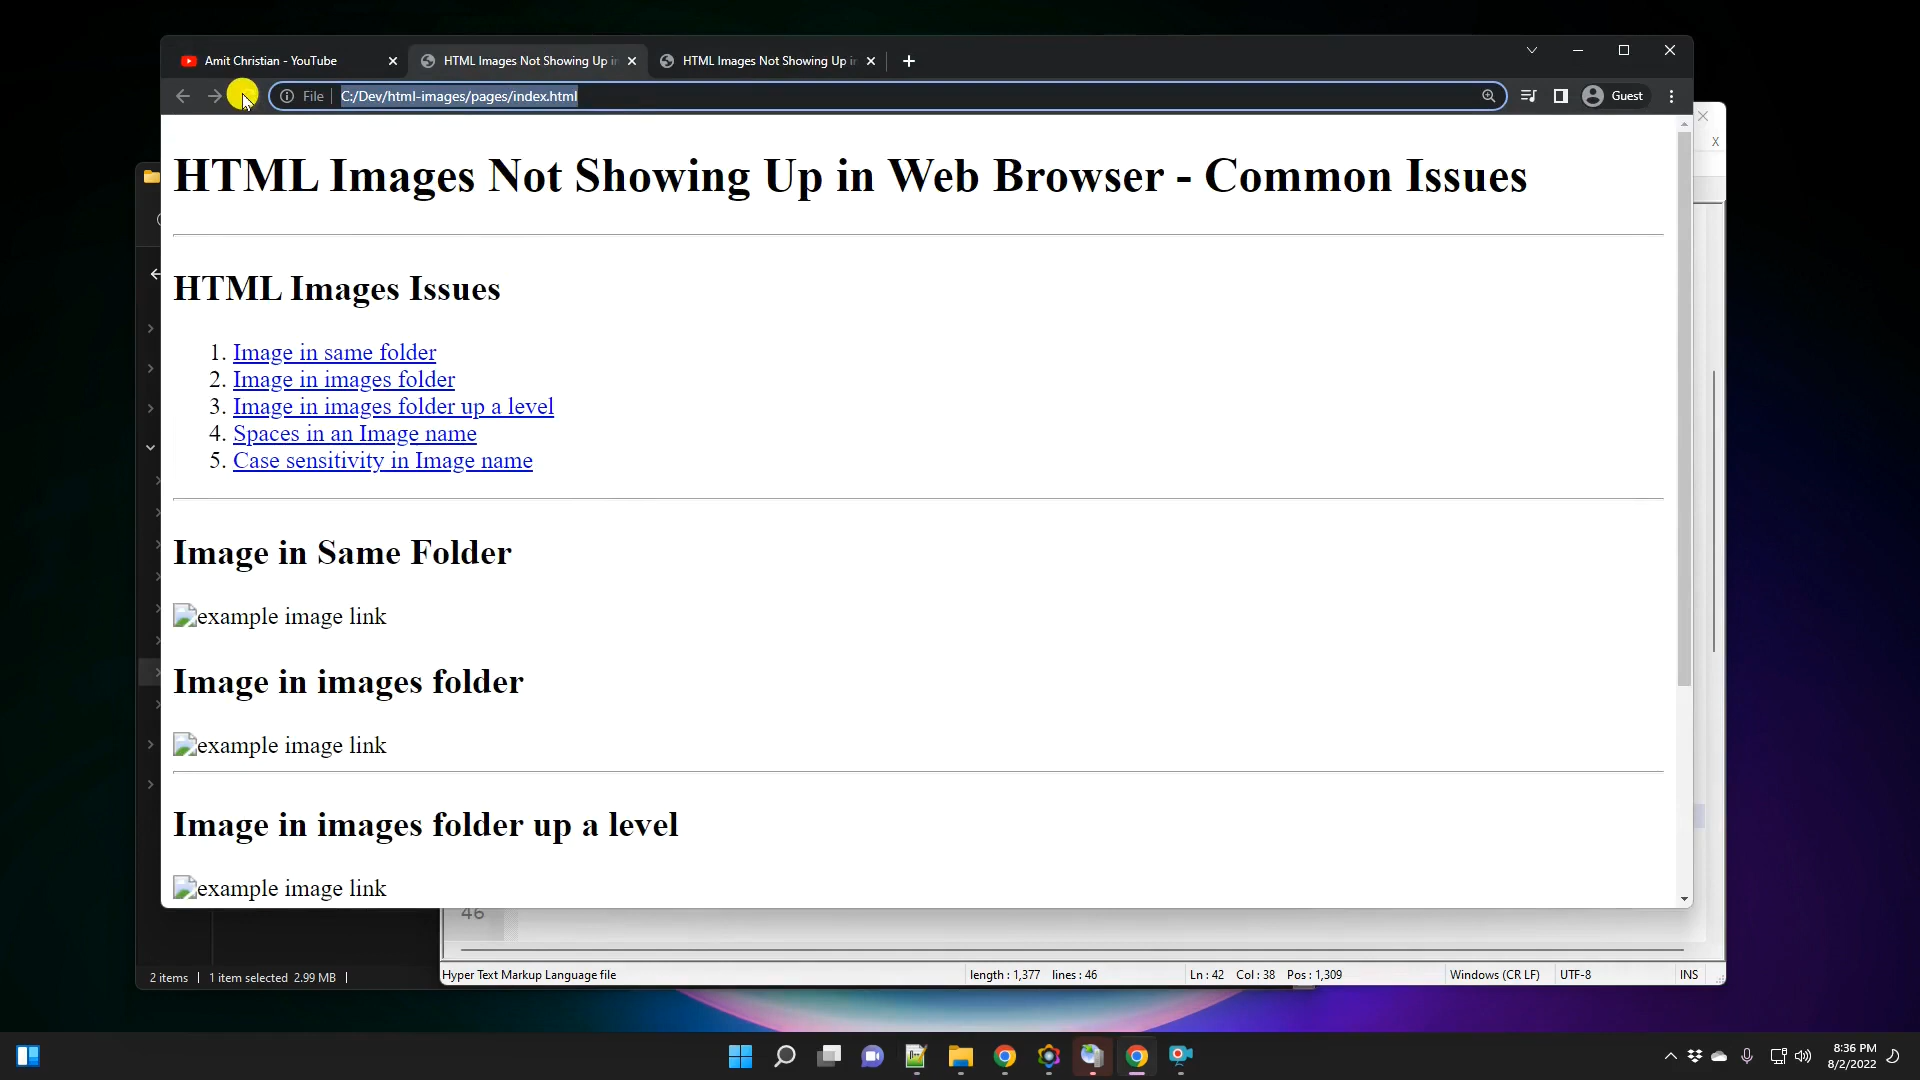 Amit Christian - YouTube
HTML Images Not Showing Up in
HTML Images Not Showing Up in
File
C:/Dev/html-images/pages/index.html
Guest
X
HTML Images Not Showing Up in Web Browser - Common Issues
HTML Images Issues
1. Image in same folder
2. Image in images folder
3. Image in images folder up a level
4. Spaces in an Image name
5. Case sensitivity in Image name
Image in Same Folder
example image link
Image in images folder
example image link
Image in images folder up a level
example image link
46
2 items 1 item selected 2.99 MB
Hyper Text Markup Language file
length : 1,377 lines : 46
Ln : 42 Col : 38 Pos : 1,309
Windows (CR LF)
UTF-8
INS
8:36 PM
8/2/2022